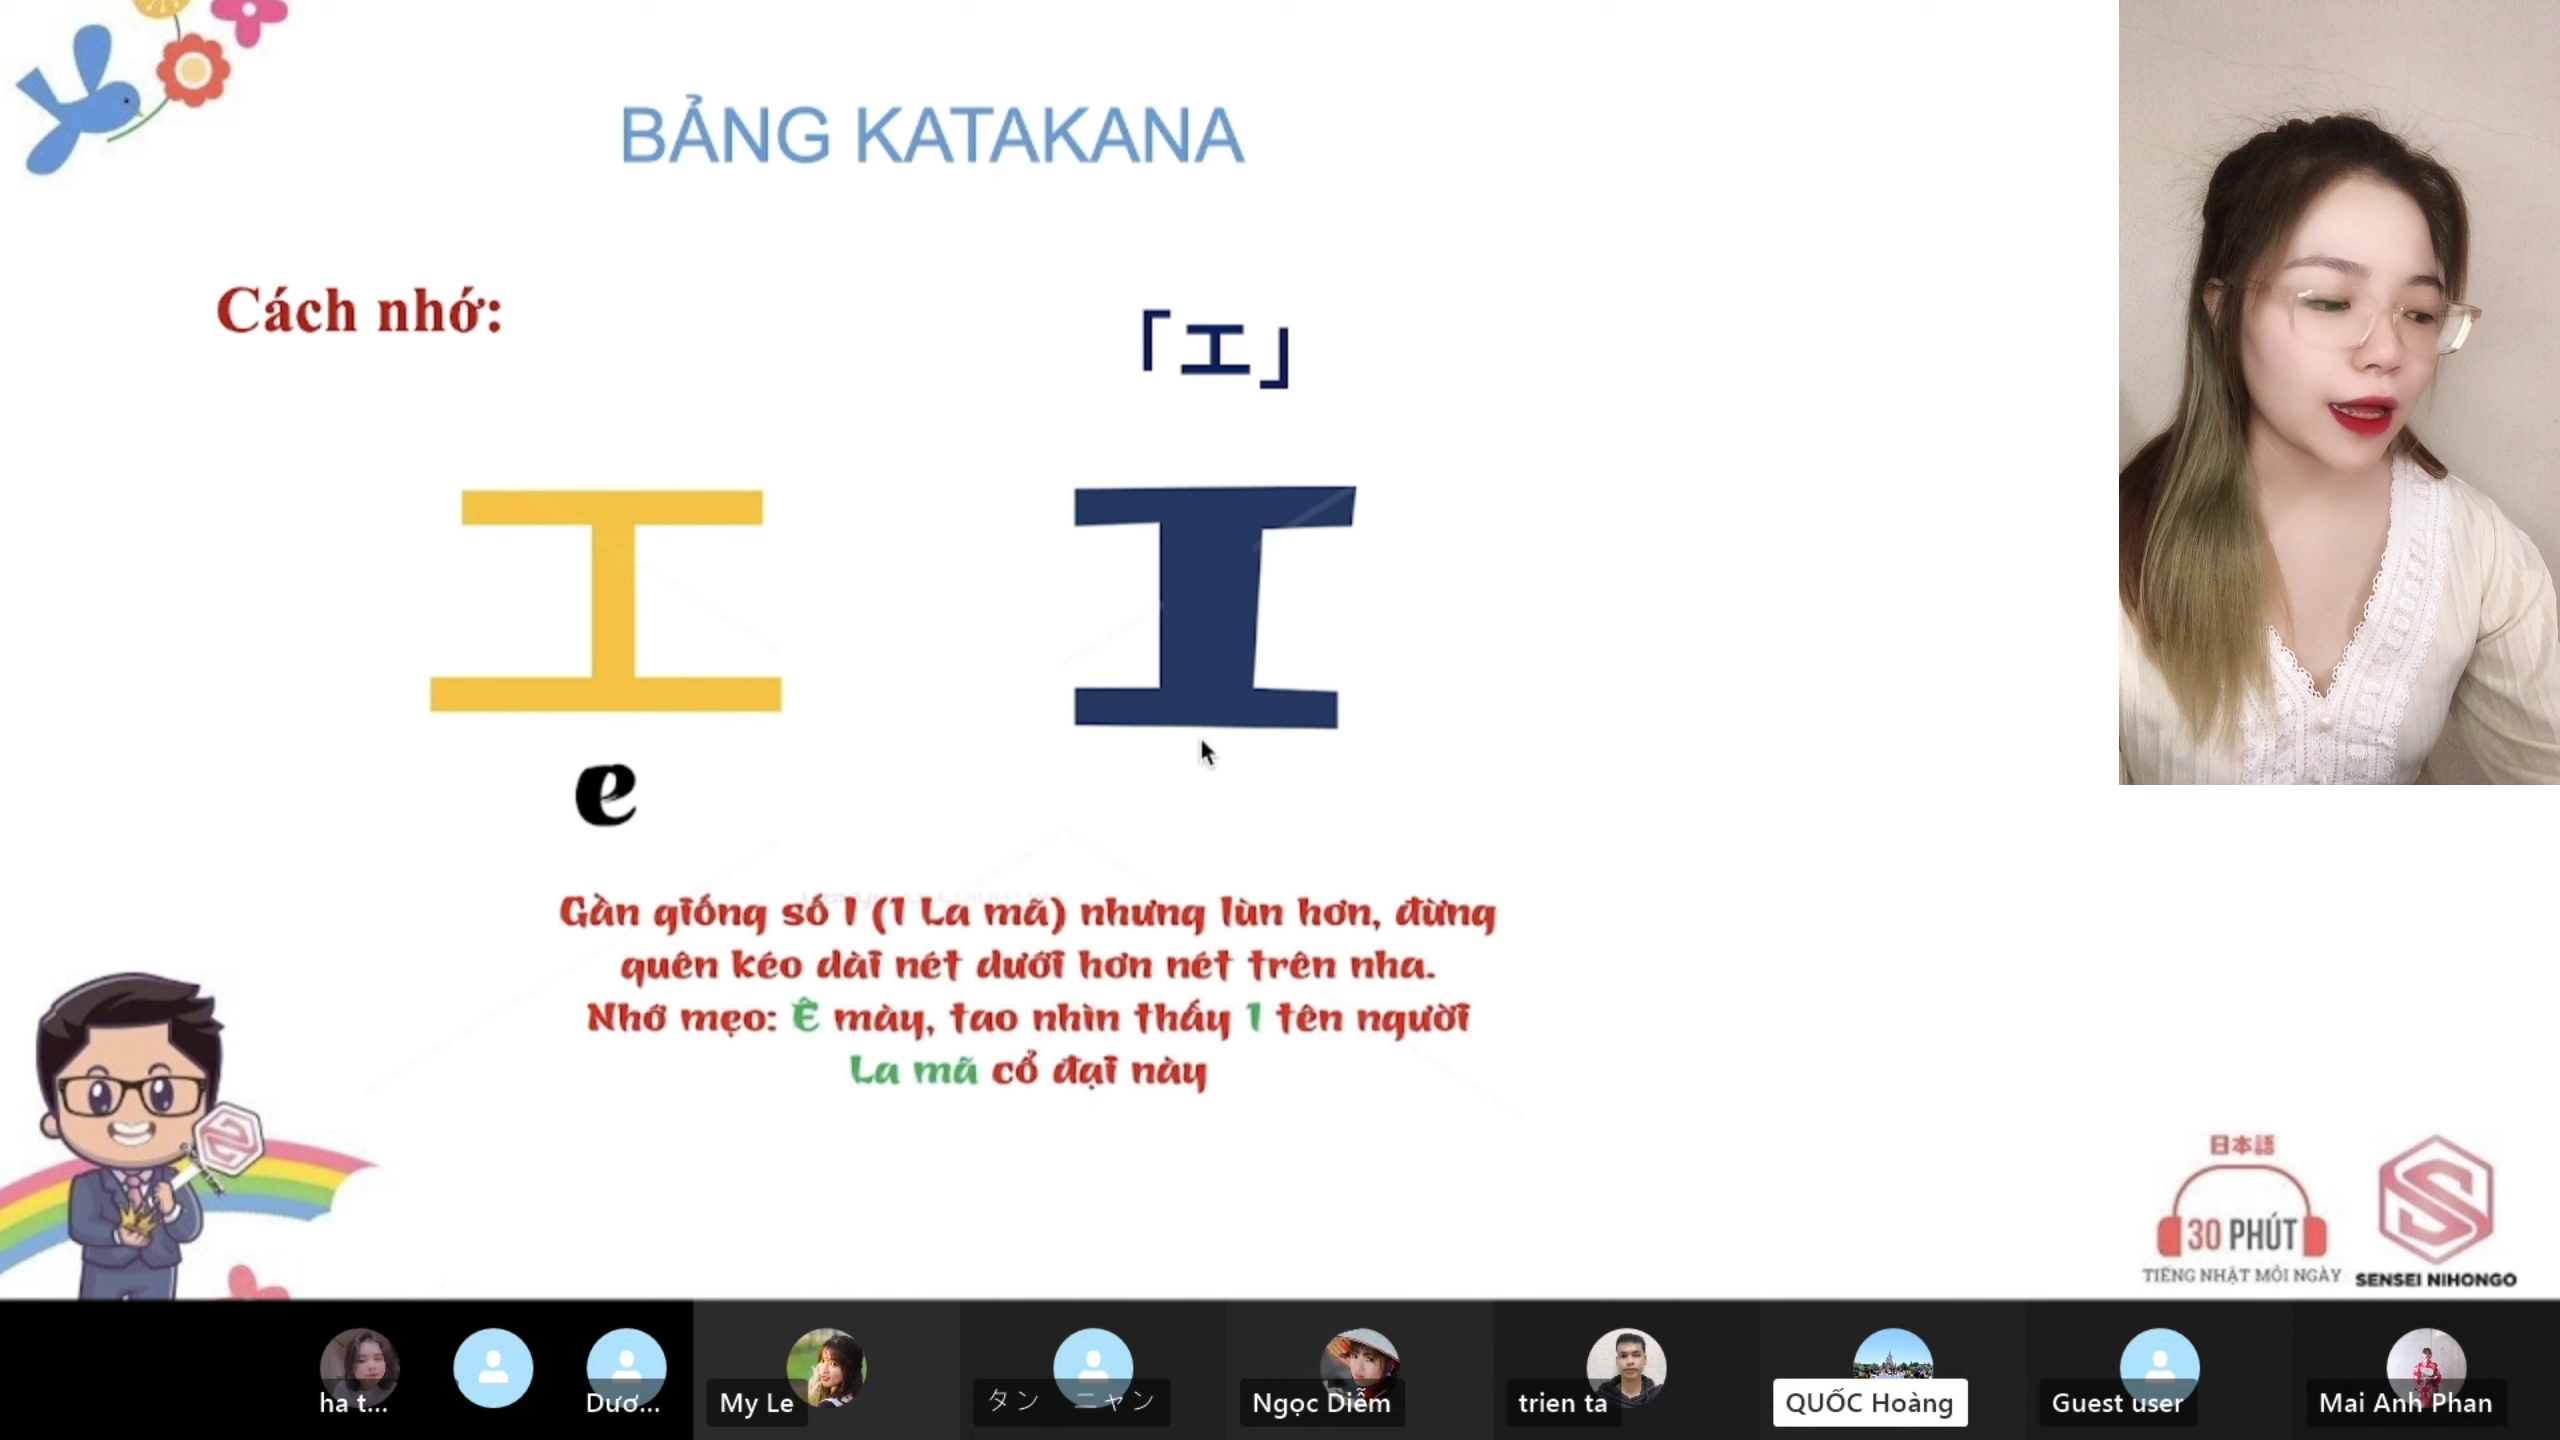 BẢNG KATAKANA
Cách nhớ:
「エ」
エ
I
e
Gần giống số I (1 La mã) nhưng lùn hơn, đừng
quên kéo dài nét dưới hơn nét trên nha.
Nhớ mẹo: Ê mày, tao nhìn thấy 1 tên người
La mã cổ đại này
日本語
30 PHÚT
TIẾNG NHẬT MỖI NGÀY
SENSEI NIHONGO
ha t...
Dươ...
My Le
タン ニャン
Ngọc Diễm
trien ta
QUỐC Hoàng
Guest user
Mai Anh Phan